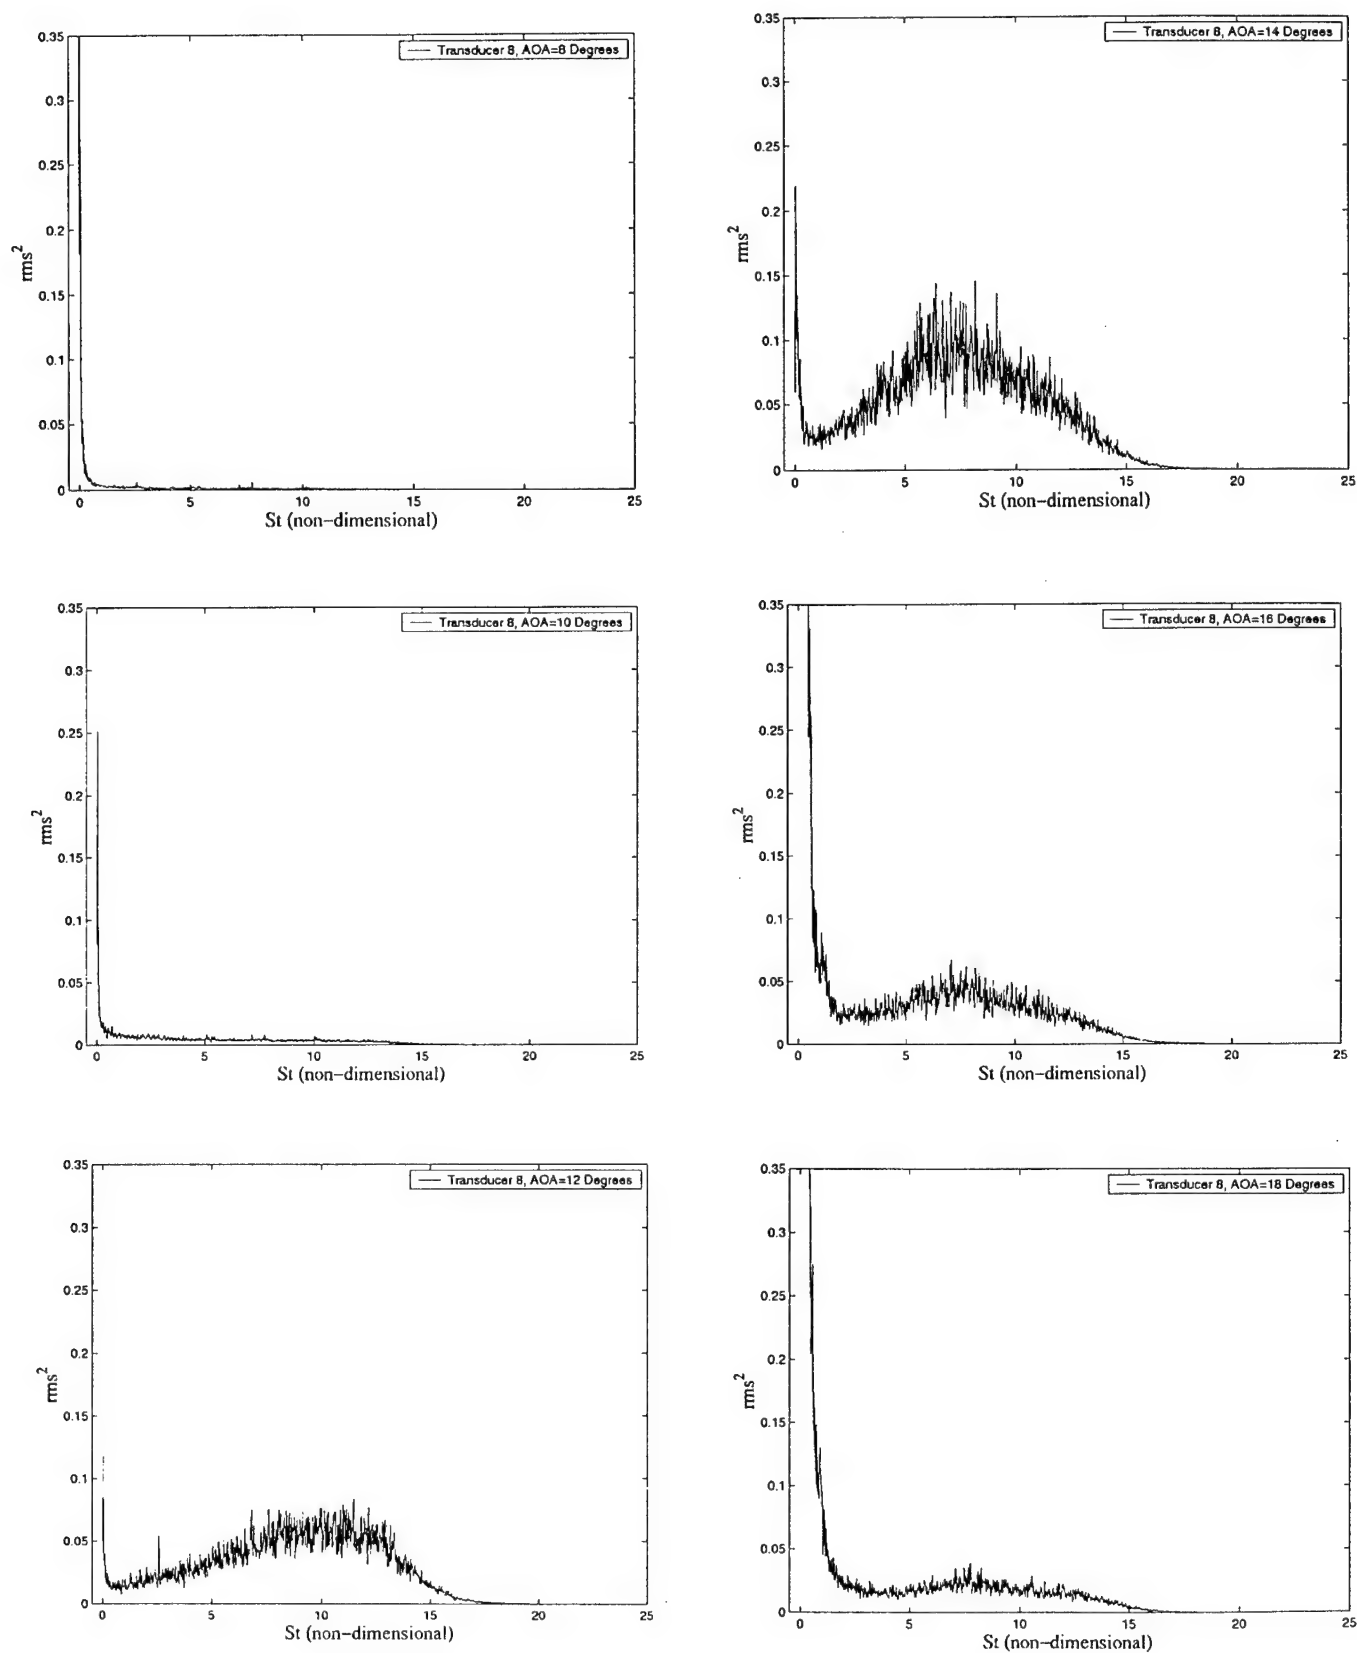 Transducer 8, AOA=8 Degrees
0.35
0.3
0.25
0.2
0.15
0.1
0.05
0
rms2
0 5 10 15 20 25
St (non-dimensional)
Transducer 8, AOA=14 Degrees
0.35
0.3
0.25
0.2
0.15
0.1
0.05
0
rms2
0 5 10 15 20 25
St (non-dimensional)
Transducer 8, AOA=10 Degrees
0.35
0.3
0.25
0.2
0.15
0.1
0.05
0
rms2
0 5 10 15 20 25
St (non-dimensional)
Transducer 8, AOA=16 Degrees
0.35
0.3
0.25
0.2
0.15
0.1
0.05
0
rms2
0 5 10 15 20 25
St (non-dimensional)
Transducer 8, AOA=12 Degrees
0.35
0.3
0.25
0.2
0.15
0.1
0.05
0
rms2
0 5 10 15 20 25
St (non-dimensional)
Transducer 8, AOA=18 Degrees
0.35
0.3
0.25
0.2
0.15
0.1
0.05
0
rms2
0 5 10 15 20 25
St (non-dimensional)